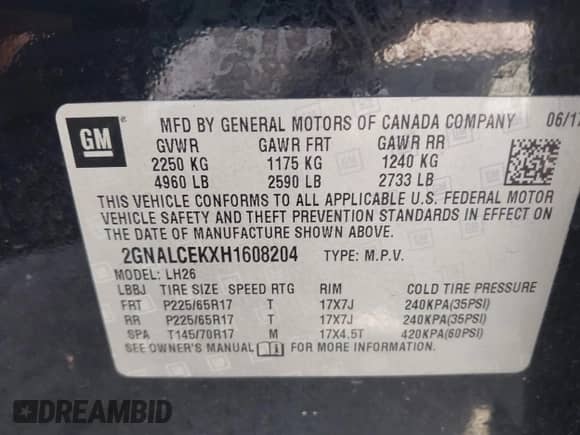 GM
MFD BY GENERAL MOTORS OF CANADA COMPANY 06/17
GVWR GAWR FRT GAWR RR
2250 KG 1175 KG 1240 KG
4960 LB 2590 LB 2733 LB
THIS VEHICLE CONFORMS TO ALL APPLICABLE U.S. FEDERAL MOTOR
VEHICLE SAFETY AND THEFT PREVENTION STANDARDS IN EFFECT ON
THE DATE OF MANUFACTURE SHOWN ABOVE.
2GNALCEKXH1608204 TYPE: M.P.V.
MODEL: LH26
LBBJ TIRE SIZE SPEED RTG RIM COLD TIRE PRESSURE
FRT P225/65R17 T 17X7J 240KPA(35PSI)
RR P225/65R17 T 17X7J 240KPA(35PSI)
SPA T145/70R17 M 17X4.5T 420KPA(60PSI)
SEE OWNER'S MANUAL FOR MORE INFORMATION.
DREAMBID